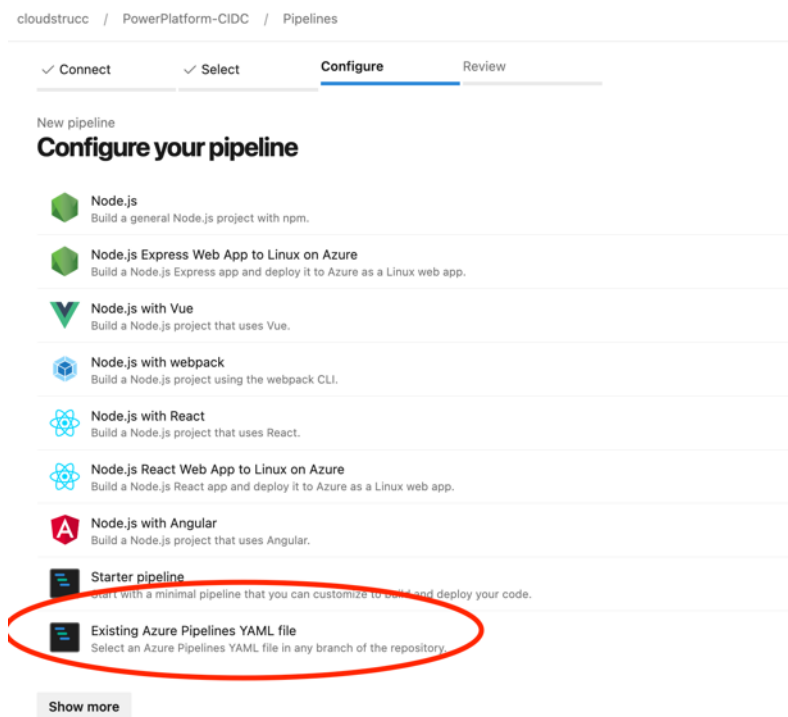 cloudstrucc / PowerPlatform-CIDC / Pipelines
Connect Select Configure Review
New pipeline
Configure your pipeline
Node.js
Build a general Node.js project with npm.
Node.js Express Web App to Linux on Azure
Build a Node.js Express app and deploy it to Azure as a Linux web app.
Node.js with Vue
Build a Node.js project that uses Vue.
Node.js with webpack
Build a Node.js project using the webpack CLI.
Node.js with React
Build a Node.js project that uses React.
Node.js React Web App to Linux on Azure
Build a Node.js React app and deploy it to Azure as a Linux web app.
Node.js with Angular
Build a Node.js project that uses Angular.
Starter pipeline
Start with a minimal pipeline that you can customize to build and deploy your code.
Existing Azure Pipelines YAML file
Select an Azure Pipelines YAML file in any branch of the repository.
Show more